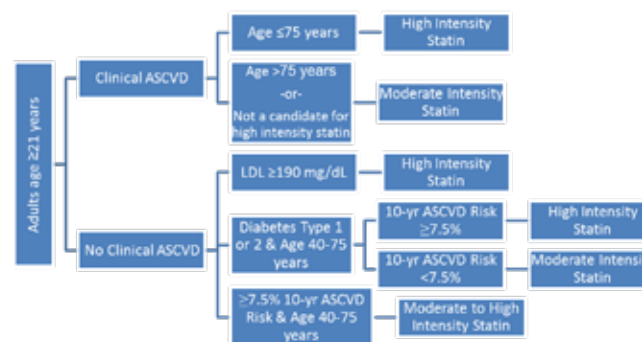 Adults age ≥21 years
Clinical ASCVD
Age ≤75 years
High Intensity
Statin
Age >75 years
-or-
Not a candidate for
high intensity statin
Moderate Intensity
Statin
No Clinical ASCVD
LDL ≥190 mg/dL
High Intensity
Statin
Diabetes Type 1
or 2 & Age 40-75
years
10-yr ASCVD Risk
≥7.5%
High Intensity
Statin
10-yr ASCVD Risk
<7.5%
Moderate Intensity
Statin
≥7.5% 10-yr ASCVD
Risk & Age 40-75
years
Moderate to High
Intensity Statin